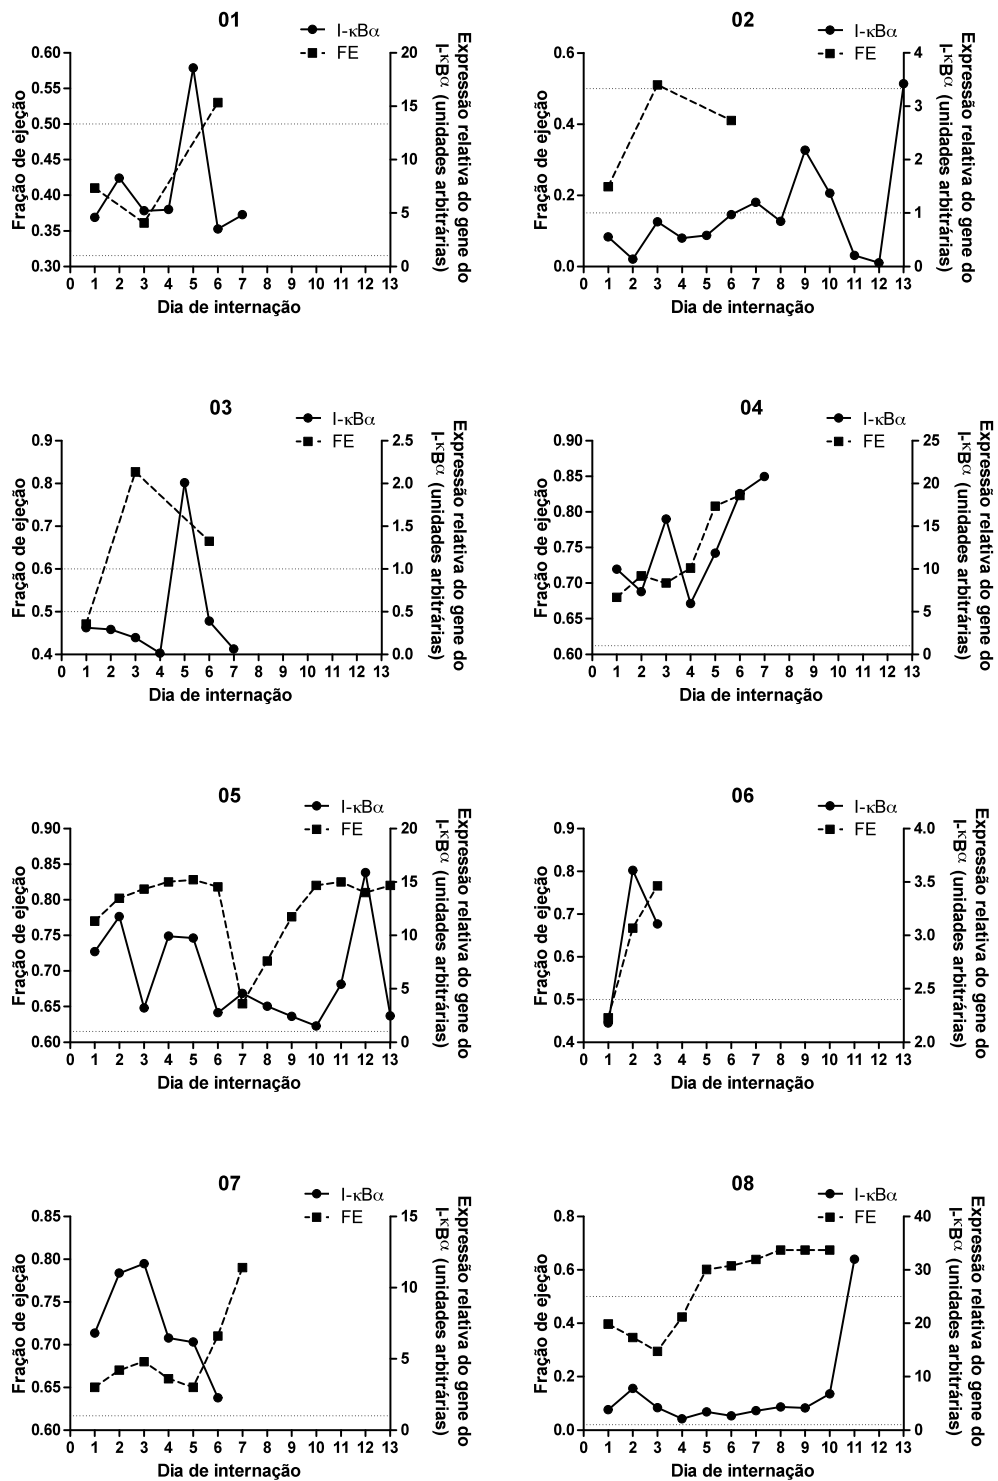 01
I-κBα
FE
0.60
0.55
0.50
0.45
0.40
0.35
0.30
Fração de ejeção
20
15
10
5
0
Expressão relativa do gene do
I-κBα (unidades arbitrárias)
0 1 2 3 4 5 6 7 8 9 10 11 12 13
Dia de internação
02
I-κBα
FE
0.6
0.4
0.2
0.0
Fração de ejeção
4
3
2
1
0
Expressão relativa do gene do
I-κBα (unidades arbitrárias)
0 1 2 3 4 5 6 7 8 9 10 11 12 13
Dia de internação
03
I-κBα
FE
0.9
0.8
0.7
0.6
0.5
0.4
Fração de ejeção
2.5
2.0
1.5
1.0
0.5
0.0
Expressão relativa do gene do
I-κBα (unidades arbitrárias)
0 1 2 3 4 5 6 7 8 9 10 11 12 13
Dia de internação
04
I-κBα
FE
0.90
0.85
0.80
0.75
0.70
0.65
0.60
Fração de ejeção
25
20
15
10
5
0
Expressão relativa do gene do
I-κBα (unidades arbitrárias)
0 1 2 3 4 5 6 7 8 9 10 11 12 13
Dia de internação
05
I-κBα
FE
0.90
0.85
0.80
0.75
0.70
0.65
0.60
Fração de ejeção
20
15
10
5
0
Expressão relativa do gene do
I-κBα (unidades arbitrárias)
0 1 2 3 4 5 6 7 8 9 10 11 12 13
Dia de internação
06
I-κBα
FE
0.9
0.8
0.7
0.6
0.5
0.4
Fração de ejeção
4.0
3.5
3.0
2.5
2.0
Expressão relativa do gene do
I-κBα (unidades arbitrárias)
0 1 2 3 4 5 6 7 8 9 10 11 12 13
Dia de internação
07
I-κBα
FE
0.85
0.80
0.75
0.70
0.65
0.60
Fração de ejeção
15
10
5
0
Expressão relativa do gene do
I-κBα (unidades arbitrárias)
0 1 2 3 4 5 6 7 8 9 10 11 12 13
Dia de internação
08
I-κBα
FE
0.8
0.6
0.4
0.2
0.0
Fração de ejeção
40
30
20
10
0
Expressão relativa do gene do
I-κBα (unidades arbitrárias)
0 1 2 3 4 5 6 7 8 9 10 11 12 13
Dia de internação